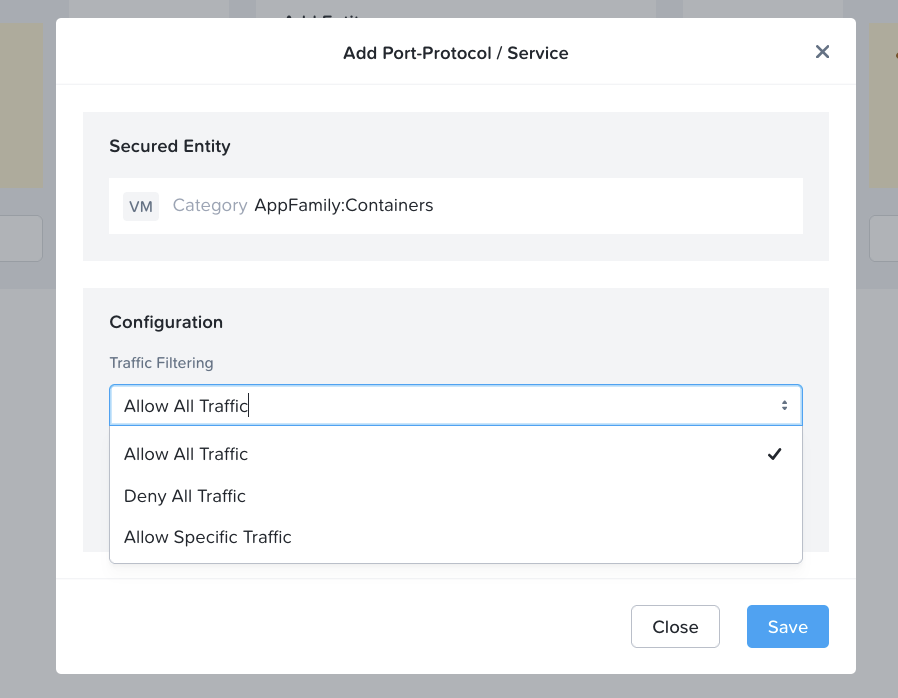 Add Port-Protocol / Service
Secured Entity
VM Category AppFamily:Containers
Configuration
Traffic Filtering
Allow All Traffic
Allow All Traffic
Deny All Traffic
Allow Specific Traffic
Close Save